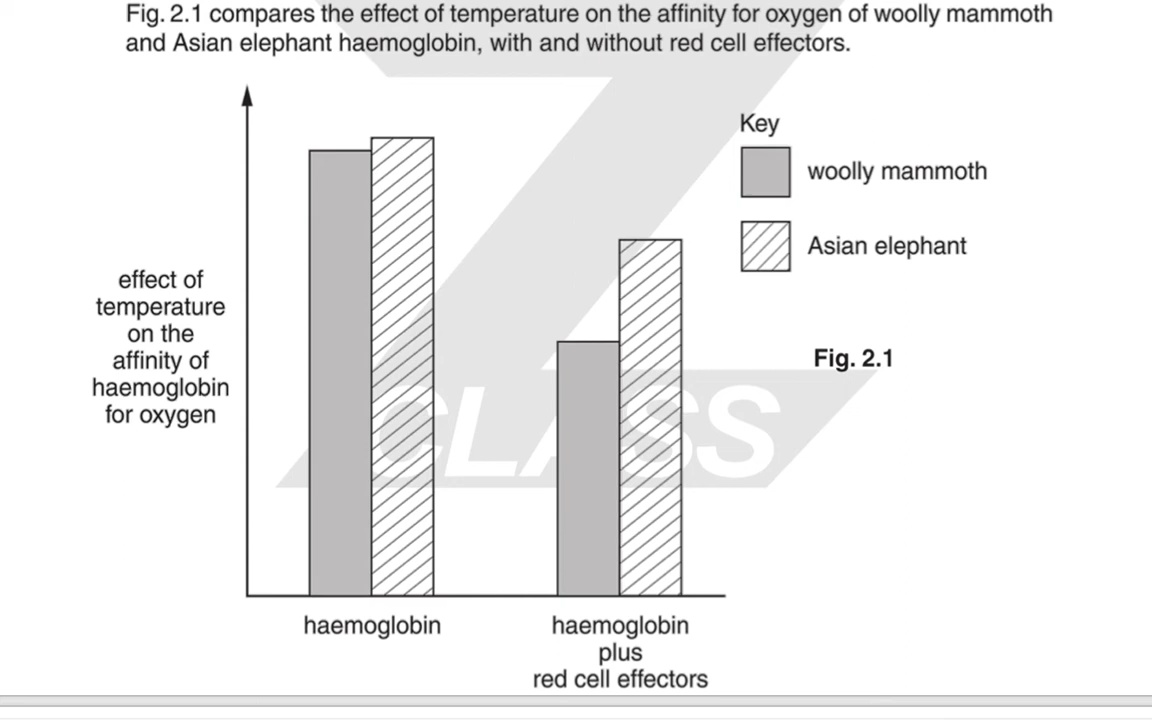 Fig. 2.1 compares the effect of temperature on the affinity for oxygen of woolly mammoth
and Asian elephant haemoglobin, with and without red cell effectors.
Key
woolly mammoth
Asian elephant
effect of
temperature
on the
affinity of
haemoglobin
for oxygen
Fig. 2.1
CLASS
haemoglobin
haemoglobin
plus
red cell effectors